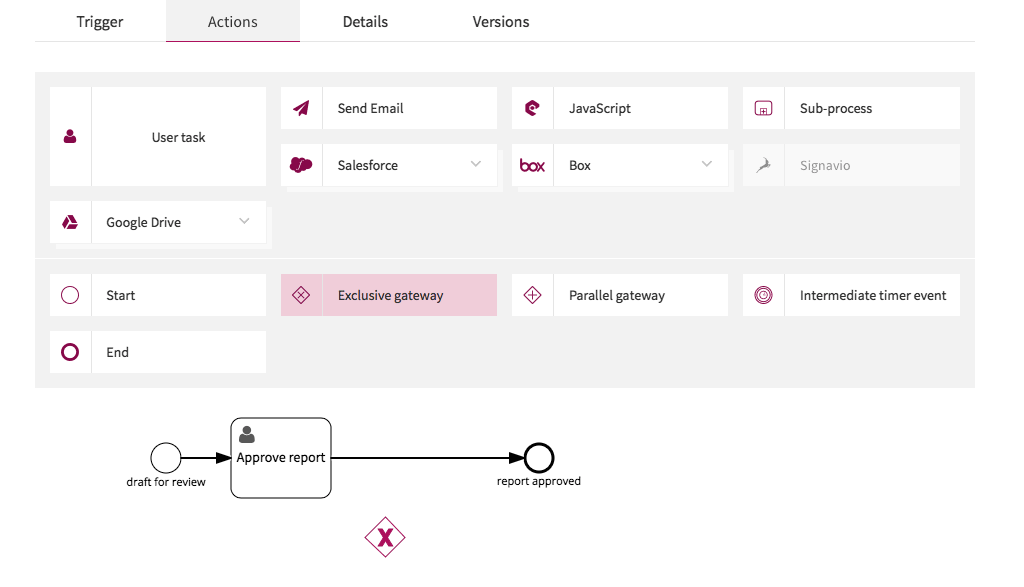 Trigger
Actions
Details
Versions
User task
Send Email
JavaScript
Sub-process
Salesforce
box
Box
Signavio
Google Drive
Start
Exclusive gateway
Parallel gateway
Intermediate timer event
End
Approve report
draft for review
report approved
X